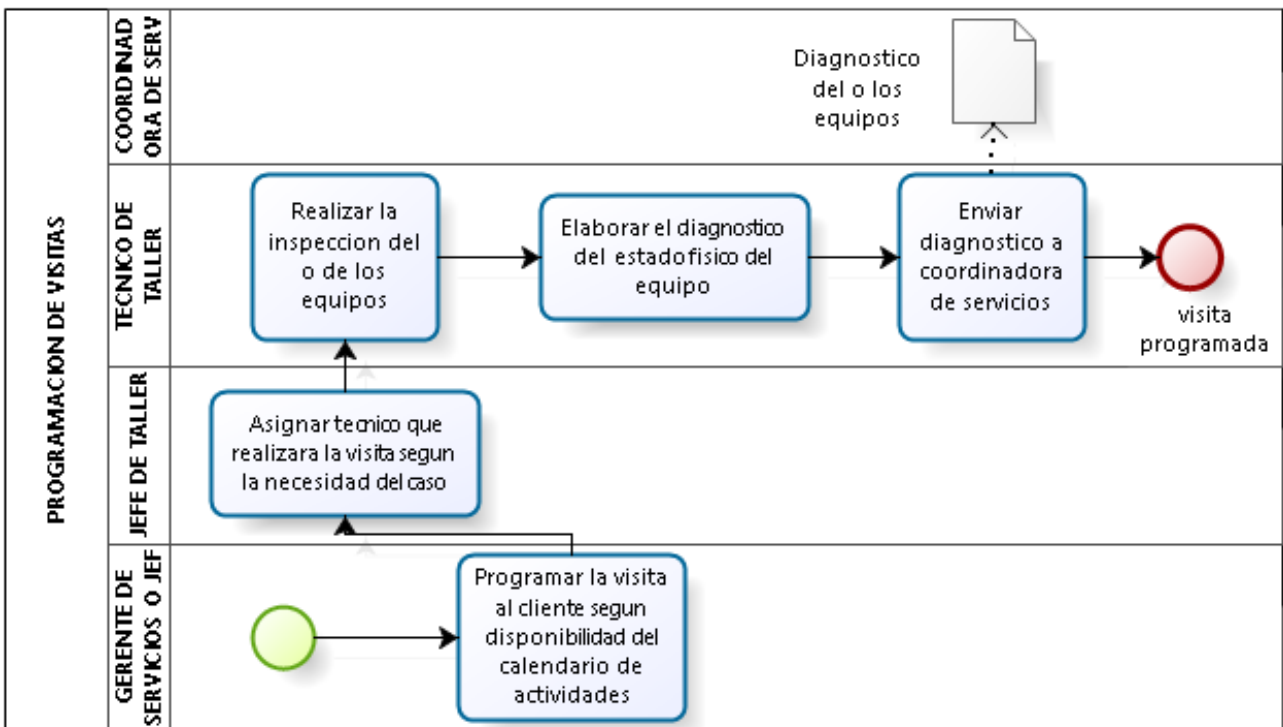 PROGRAMACION DE VISITAS
COORDINAD
ORA DE SERV
Diagnostico
del o los
equipos
TECNICO DE
TALLER
Realizar la
inspeccion del
o de los
equipos
Elaborar el diagnostico
del estado fisico del
equipo
Enviar
diagnostico a
coordinadora
de servicios
visita
programada
JEFE DE TALLER
Asignar tecnico que
realizara la visita segun
la necesidad del caso
GERENTE DE
SERVICIOS O JEF
Programar la visita
al cliente segun
disponibilidad del
calendario de
actividades